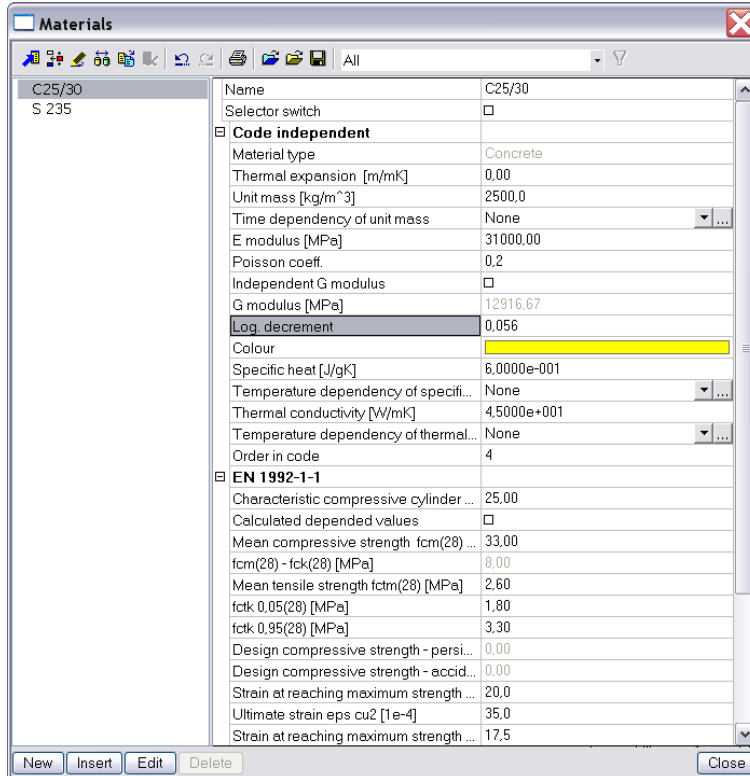 Materials
All
C25/30
S 235
Name C25/30
Selector switch
Code independent
Material type Concrete
Thermal expansion [m/mK] 0,00
Unit mass [kg/m^3] 2500,0
Time dependency of unit mass None ...
E modulus [MPa] 31000,00
Poisson coeff. 0,2
Independent G modulus
G modulus [MPa] 12916,67
Log. decrement 0,056
Colour
Specific heat [J/gK] 6,0000e-001
Temperature dependency of specifi... None ...
Thermal conductivity [W/mK] 4,5000e+001
Temperature dependency of thermal... None ...
Order in code 4
EN 1992-1-1
Characteristic compressive cylinder ... 25,00
Calculated depended values
Mean compressive strength fcm(28) ... 33,00
fcm(28) - fck(28) [MPa] 8,00
Mean tensile strength fctm(28) [MPa] 2,60
fctk 0,05(28) [MPa] 1,80
fctk 0,95(28) [MPa] 3,30
Design compressive strength - persi... 0,00
Design compressive strength - accid... 0,00
Strain at reaching maximum strength ... 20,0
Ultimate strain eps cu2 [1e-4] 35,0
Strain at reaching maximum strength ... 17,5
New Insert Edit Delete Close